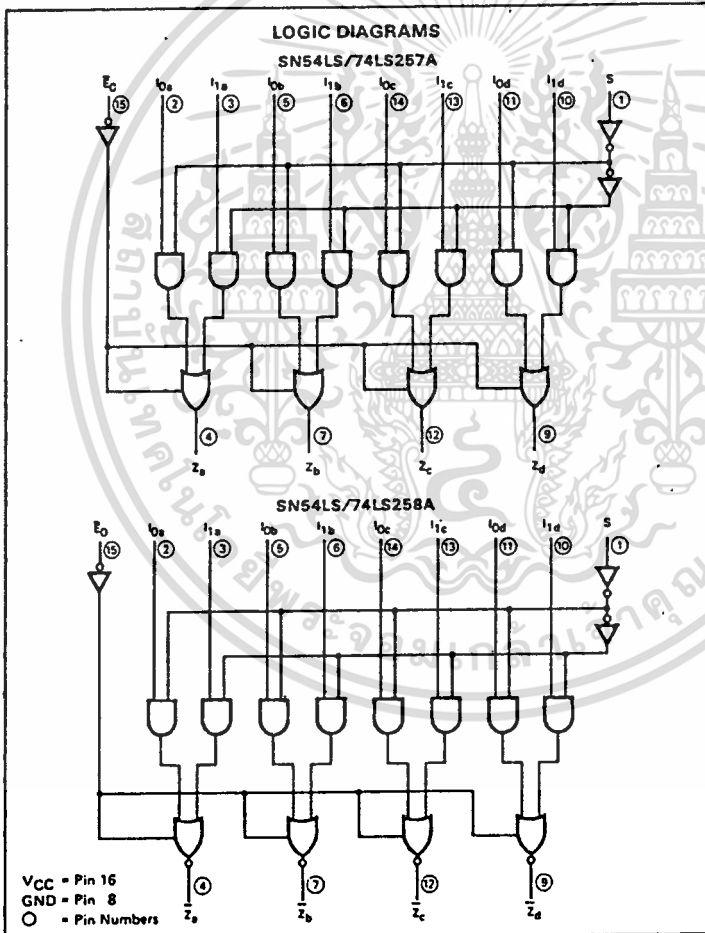 LOGIC DIAGRAMS
SN54LS/74LS257A
E̅0 I0a I1a I0b I1b I0c I1c I0d I1d S
15 2 3 5 6 14 13 11 10 1
4 7 12 9
Za Zb Zc Zd
SN54LS/74LS258A
E̅0 I0a I1a I0b I1b I0c I1c I0d I1d S
15 2 3 5 6 14 13 11 10 1
4 7 12 9
Z̅a Z̅b Z̅c Z̅d
VCC = Pin 16
GND = Pin 8
○ = Pin Numbers